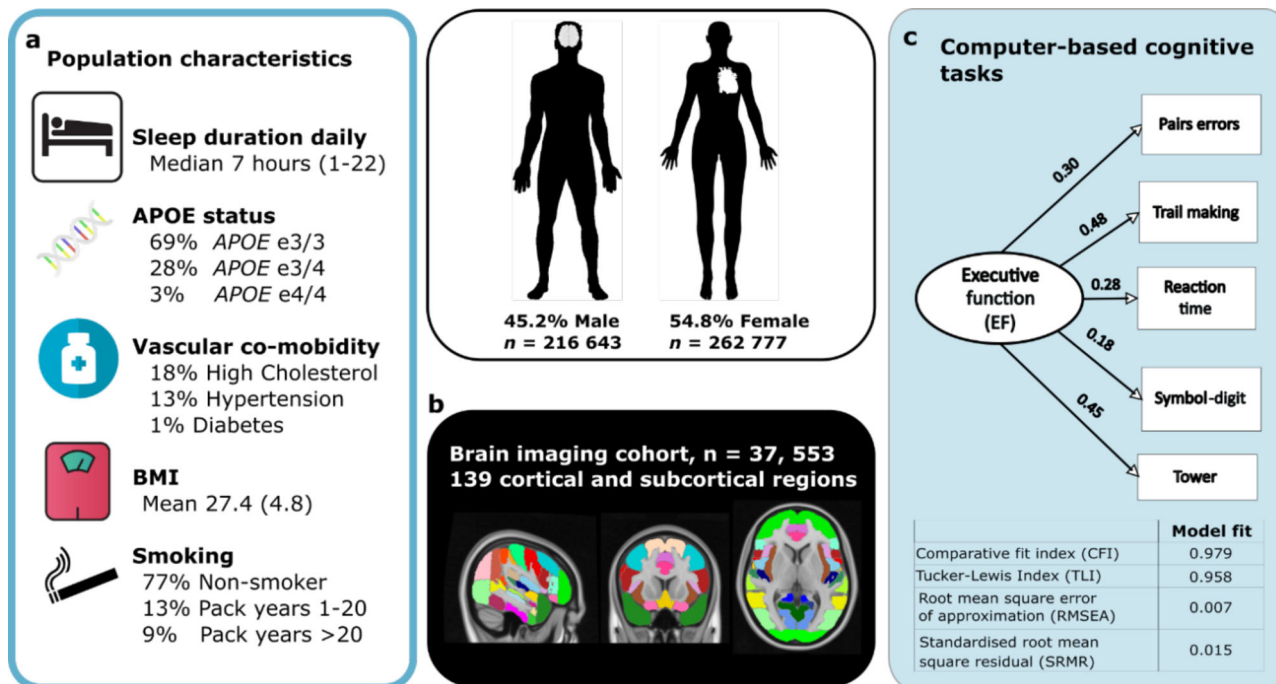 a
Population characteristics
Sleep duration daily
Median 7 hours (1-22)
APOE status
69% APOE e3/3
28% APOE e3/4
3% APOE e4/4
Vascular co-mobidity
18% High Cholesterol
13% Hypertension
1% Diabetes
BMI
Mean 27.4 (4.8)
Smoking
77% Non-smoker
13% Pack years 1-20
9% Pack years >20
45.2% Male
n = 216 643
54.8% Female
n = 262 777
b
Brain imaging cohort, n = 37, 553
139 cortical and subcortical regions
c
Computer-based cognitive
tasks
Executive
function
(EF)
0.30
Pairs errors
0.48
Trail making
0.28
Reaction
time
0.18
Symbol-digit
0.45
Tower
Model fit
Comparative fit index (CFI) 0.979
Tucker-Lewis Index (TLI) 0.958
Root mean square error
of approximation (RMSEA) 0.007
Standardised root mean
square residual (SRMR) 0.015